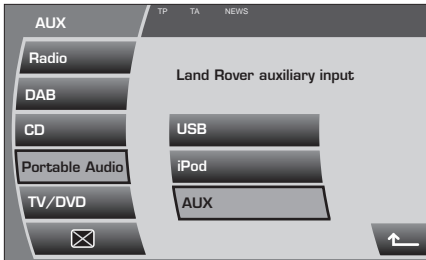 AUX
TP TA NEWS
Radio
Land Rover auxiliary input
DAB
CD
USB
Portable Audio
iPod
TV/DVD
AUX